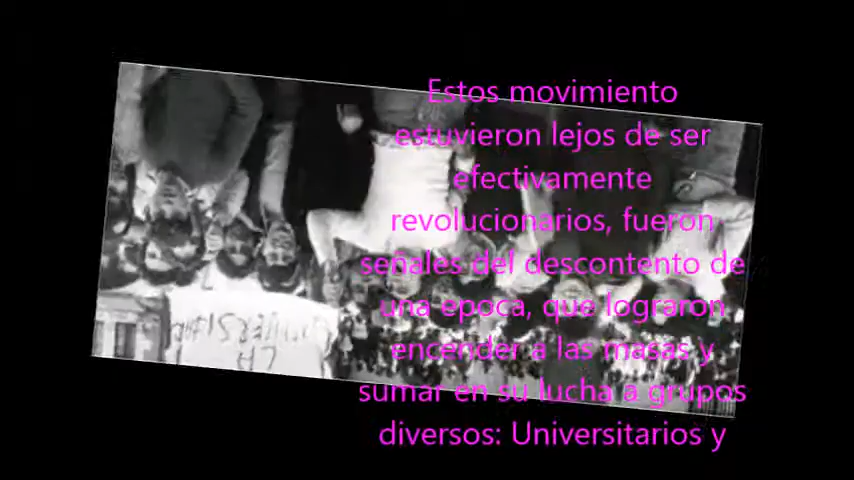 Estos movimiento
estuvieron lejos de ser
efectivamente
revolucionarios, fueron
señales del descontento de
una epoca, que lograron
encender a las masas y
sumar en su lucha a grupos
diversos: Universitarios y
LA